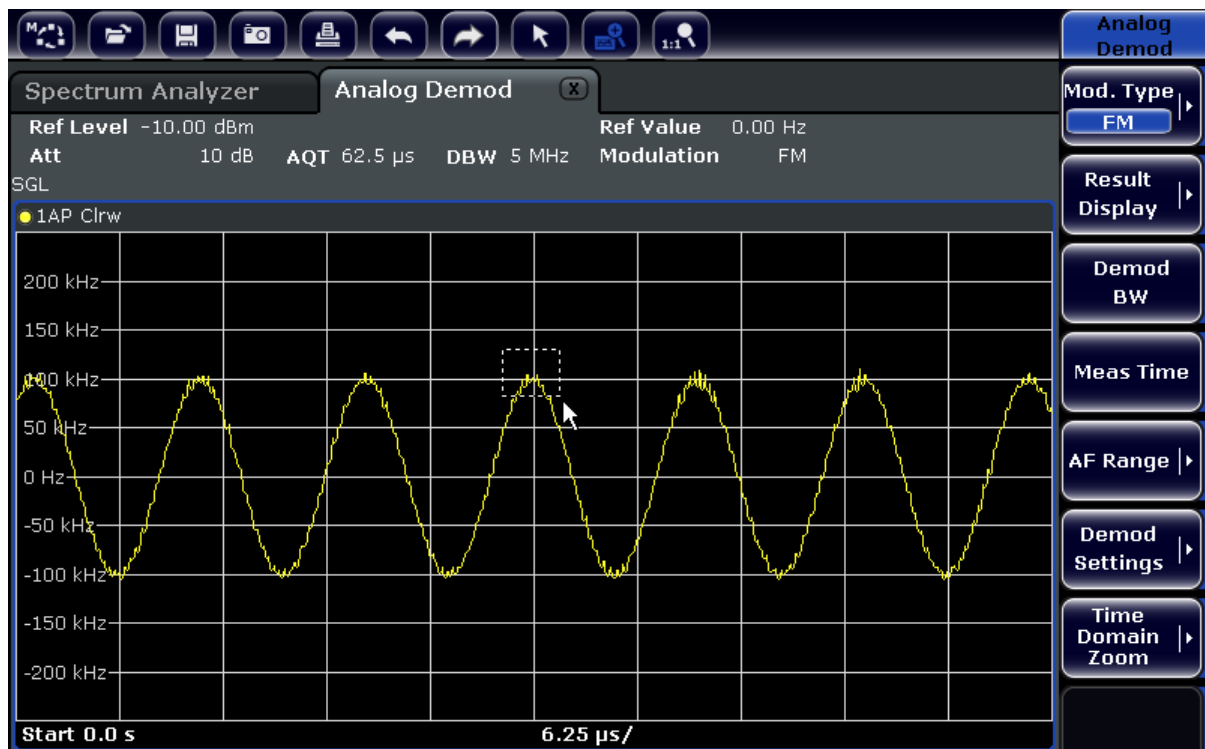 M
1:1
Analog
Demod
Spectrum Analyzer
Analog Demod
X
Ref Level -10.00 dBm
Ref Value 0.00 Hz
Att 10 dB AQT 62.5 µs DBW 5 MHz Modulation FM
SGL
1AP Clrw
200 kHz
150 kHz
100 kHz
50 kHz
0 Hz
-50 kHz
-100 kHz
-150 kHz
-200 kHz
Start 0.0 s
6.25 µs/
Mod. Type
FM
Result
Display
Demod
BW
Meas Time
AF Range
Demod
Settings
Time
Domain
Zoom